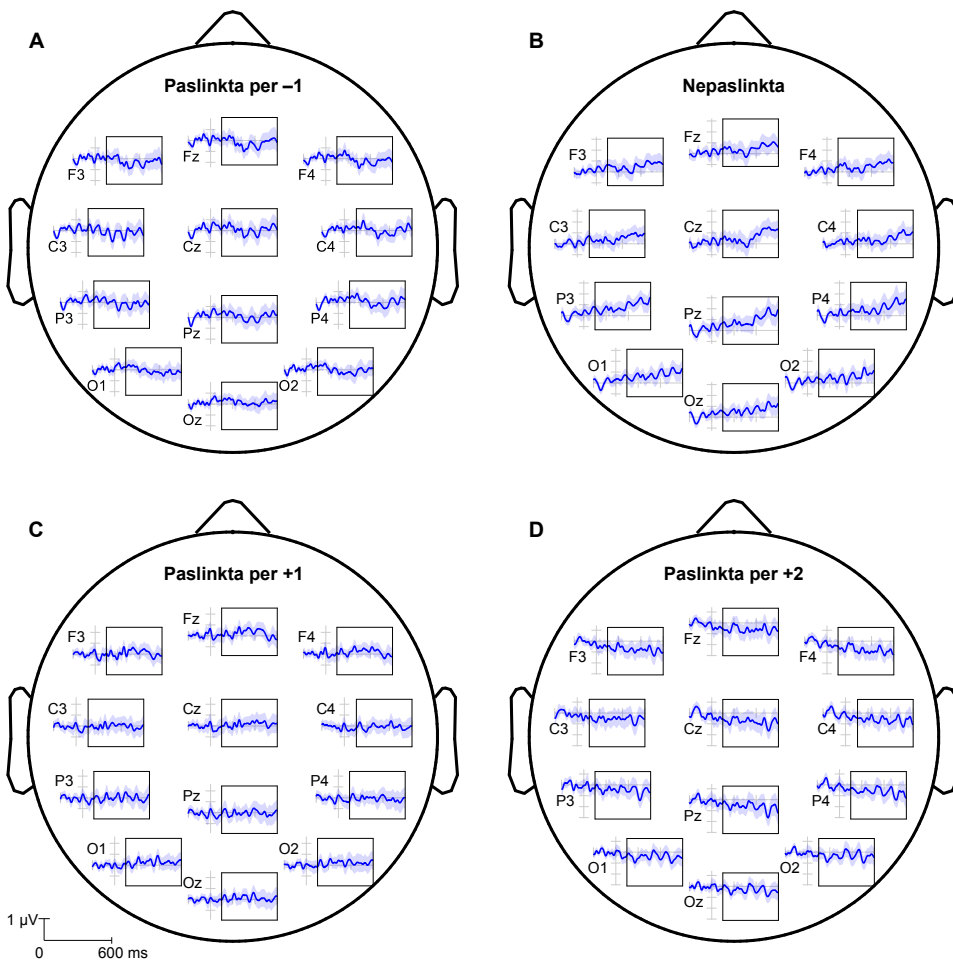 A
Paslinkta per –1
Fz
F3
F4
C3
Cz
C4
P3
Pz
P4
O1
O2
Oz
B
Nepaslinkta
Fz
F3
F4
C3
Cz
C4
P3
Pz
P4
O1
O2
Oz
C
Paslinkta per +1
Fz
F3
F4
C3
Cz
C4
P3
Pz
P4
O1
O2
Oz
1 µV
0
600 ms
D
Paslinkta per +2
Fz
F3
F4
C3
Cz
C4
P3
Pz
P4
O1
O2
Oz